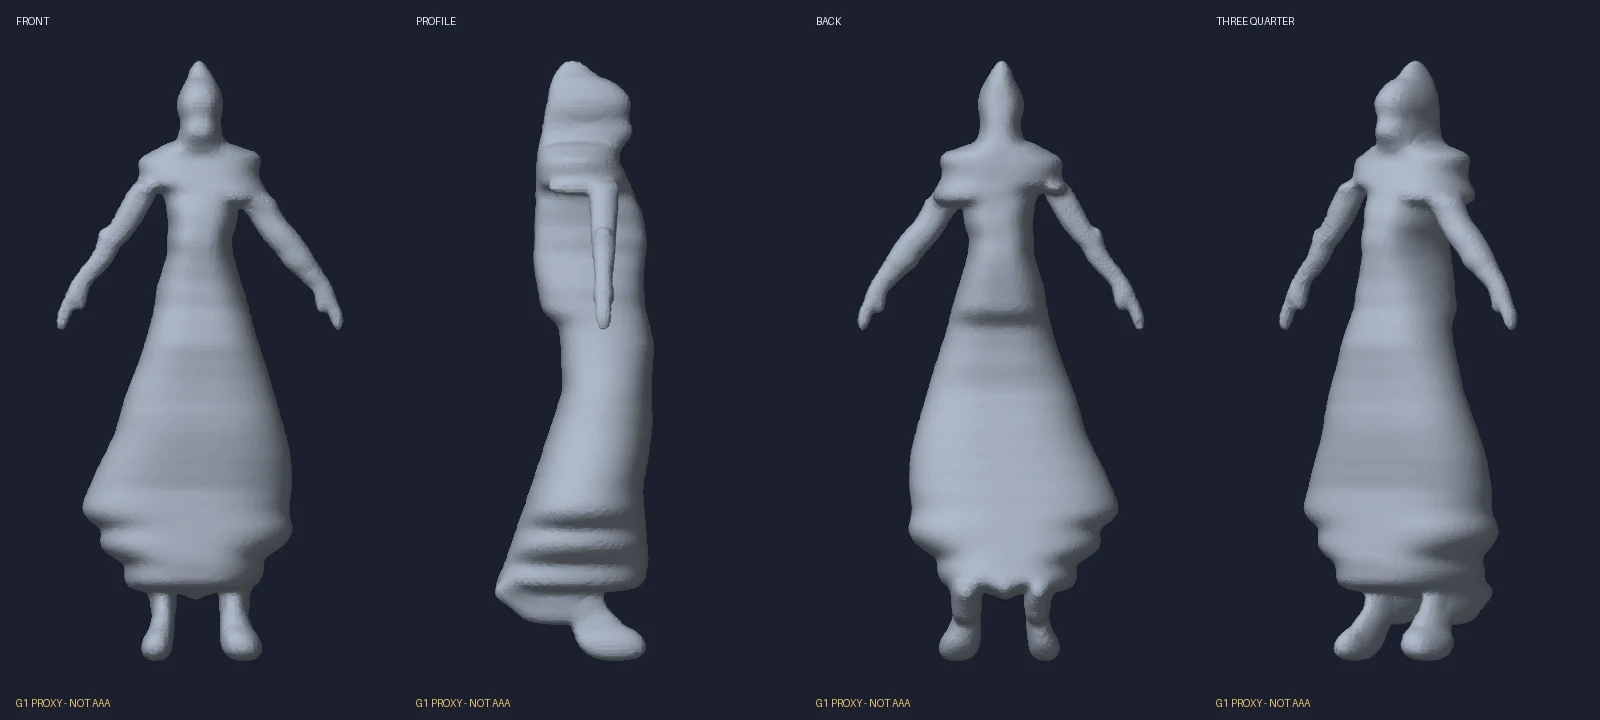 FRONT
PROFILE
BACK
THREE QUARTER
G1 PROXY - NOT AAA
G1 PROXY - NOT AAA
G1 PROXY - NOT AAA
G1 PROXY - NOT AAA